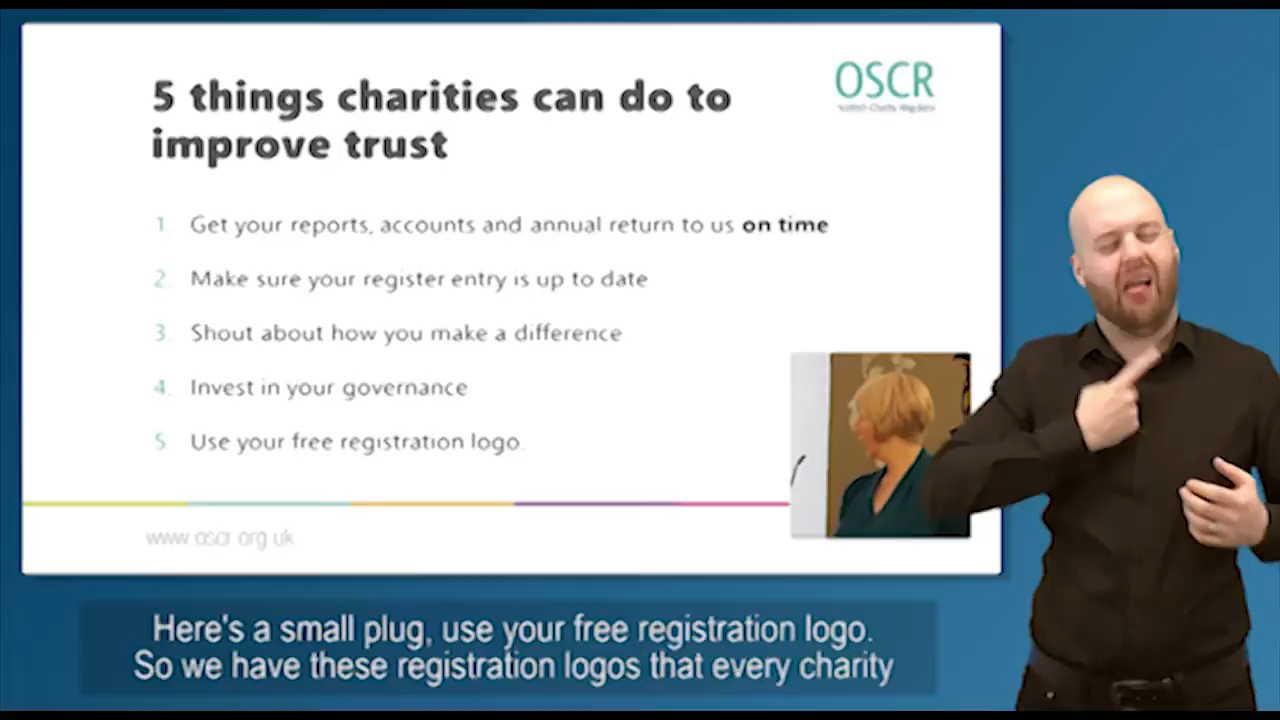 5 things charities can do to
improve trust
OSCR
Scottish Charity Regulator
1. Get your reports, accounts and annual return to us on time
2. Make sure your register entry is up to date
3. Shout about how you make a difference
4. Invest in your governance
5. Use your free registration logo.
www.oscr.org.uk
Here's a small plug, use your free registration logo.
So we have these registration logos that every charity